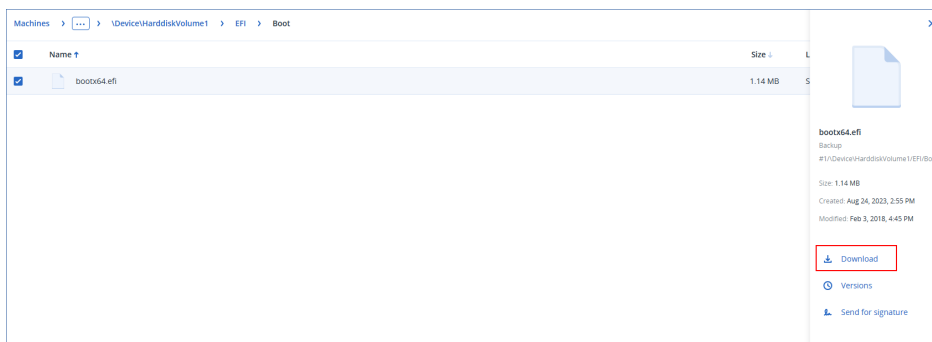 Machines > ... > \Device\HarddiskVolume1 > EFI > Boot
Name ↑ Size ↓ L
bootx64.efi 1.14 MB S
bootx64.efi
Backup
#1/\Device\HarddiskVolume1/EFI/Bo
Size: 1.14 MB
Created: Aug 24, 2023, 2:55 PM
Modified: Feb 3, 2018, 4:45 PM
Download
Versions
Send for signature